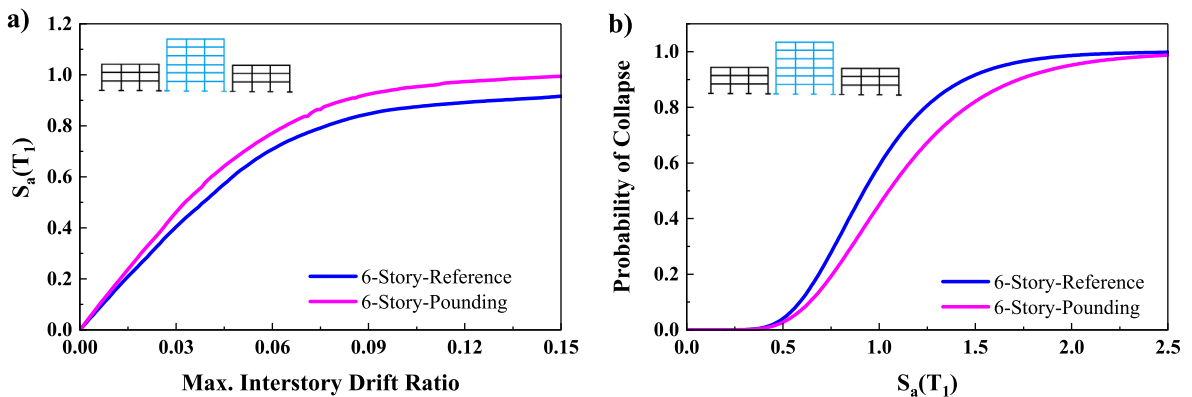 a)
1.2
1.0
0.8
0.6
0.4
0.2
0.0
0.00 0.03 0.06 0.09 0.12 0.15
Sa(T1)
Max. Interstory Drift Ratio
6-Story-Reference
6-Story-Pounding
b)
1.0
0.8
0.6
0.4
0.2
0.0
0.0 0.5 1.0 1.5 2.0 2.5
Probability of Collapse
Sa(T1)
6-Story-Reference
6-Story-Pounding